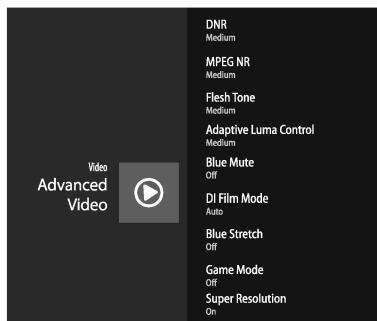 Video
Advanced
Video
DNR
Medium
MPEG NR
Medium
Flesh Tone
Medium
Adaptive Luma Control
Medium
Blue Mute
Off
DI Film Mode
Auto
Blue Stretch
Off
Game Mode
Off
Super Resolution
On